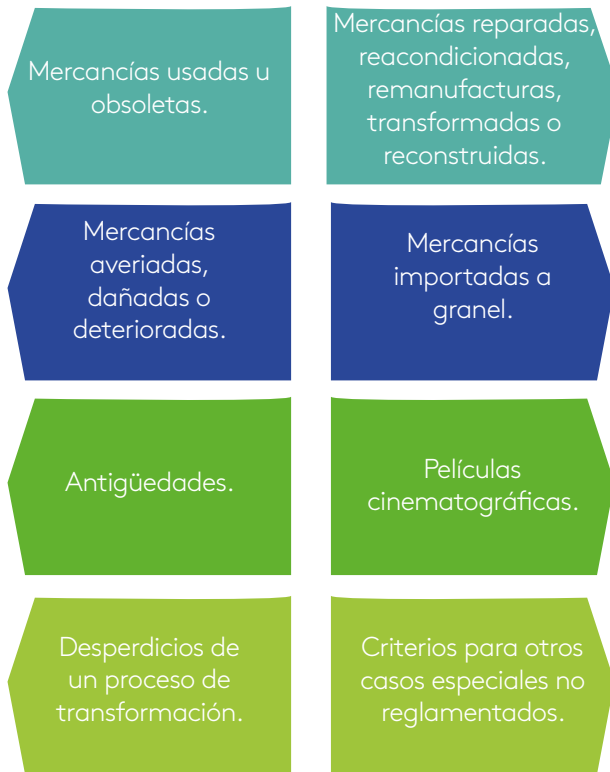 Mercancías usadas u
obsoletas.
Mercancías reparadas,
reacondicionadas,
remanufacturas,
transformadas o
reconstruidas.
Mercancías
averiadas,
dañadas o
deterioradas.
Mercancías
importadas a
granel.
Antigüedades.
Películas
cinematográficas.
Desperdicios de
un proceso de
transformación.
Criterios para otros
casos especiales no
reglamentados.